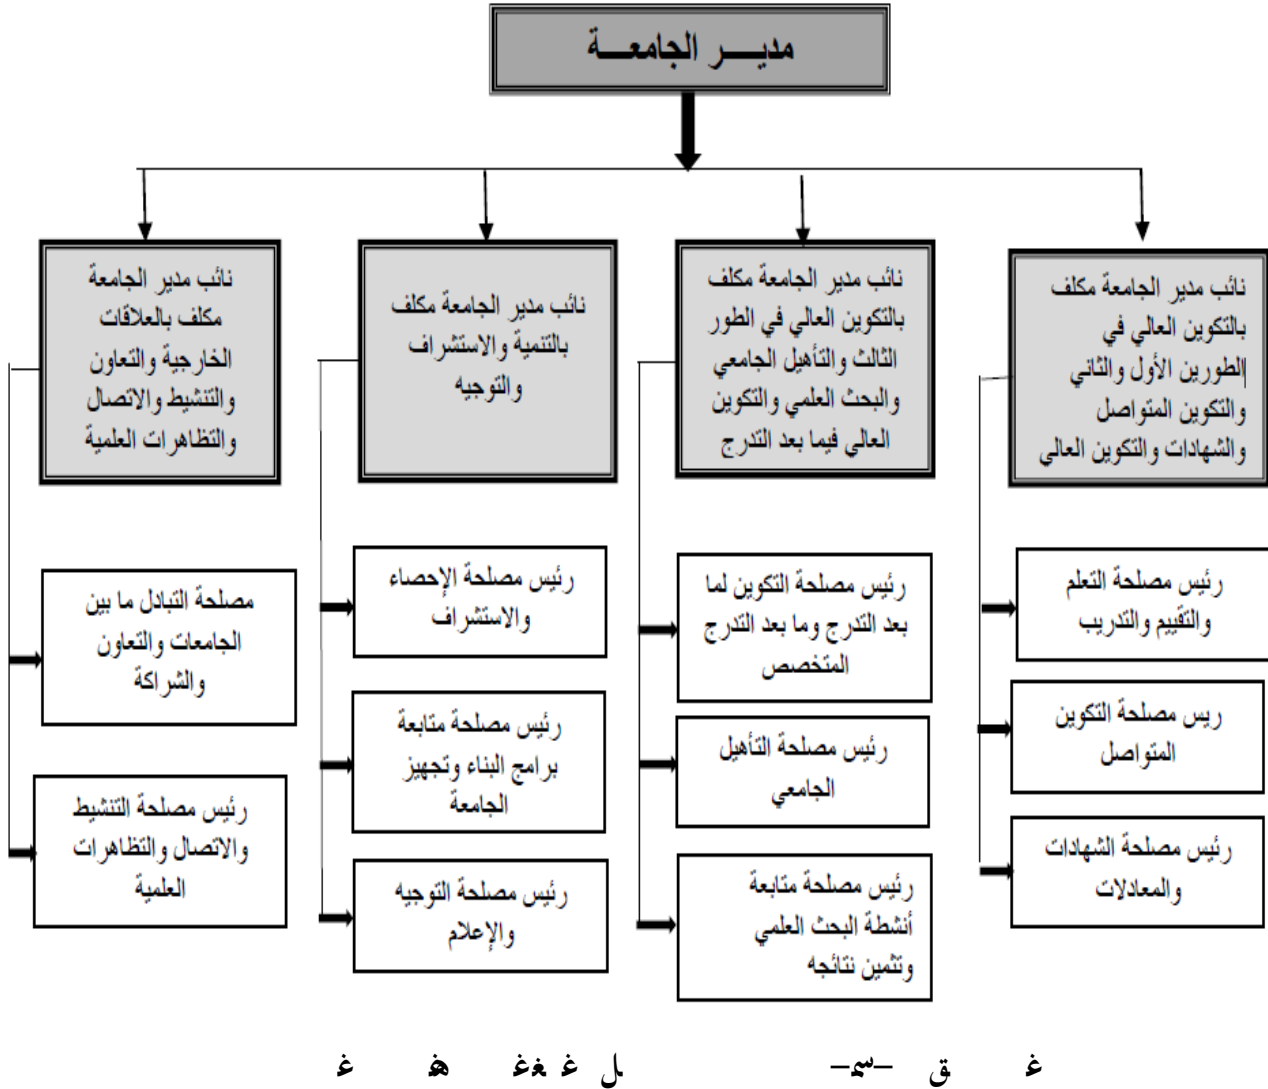 مديـــــر الجامعـــــة
نائب مدير الجامعة مكلف
بالتكوين العالي في
الطورين الأول والثاني
والتكوين المتواصل
والشهادات والتكوين العالي
نائب مدير الجامعة مكلف
بالتكوين العالي في الطور
الثالث والتأهيل الجامعي
والبحث العلمي والتكوين
العالي فيما بعد التدرج
نائب مدير الجامعة مكلف
بالتنمية والاستشراف
والتوجيه
نائب مدير الجامعة
مكلف بالعلاقات
الخارجية والتعاون
والتنشيط والاتصال
والتظاهرات العلمية
رئيس مصلحة التعلم
والتقييم والتدريب
ريس مصلحة التكوين
المتواصل
رئيس مصلحة الشهادات
والمعادلات
رئيس مصلحة التكوين لما
بعد التدرج وما بعد التدرج
المتخصص
رئيس مصلحة التأهيل
الجامعي
رئيس مصلحة متابعة
أنشطة البحث العلمي
وتثمين نتائجه
رئيس مصلحة الإحصاء
والاستشراف
رئيس مصلحة متابعة
برامج البناء وتجهيز
الجامعة
رئيس مصلحة التوجيه
والإعلام
مصلحة التبادل ما بين
الجامعات والتعاون
والشراكة
رئيس مصلحة التنشيط
والاتصال والتظاهرات
العلمية